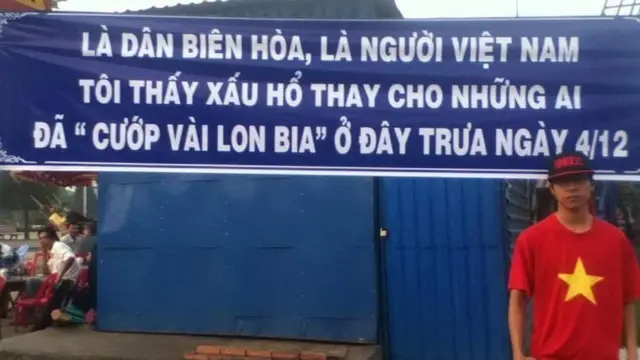 LÀ DÂN BIÊN HÒA, LÀ NGƯỜI VIỆT NAM
TÔI THẤY XẤU HỔ THAY CHO NHỮNG AI
ĐÃ “ CƯỚP VÀI LON BIA” Ở ĐÂY TRƯA NGÀY 4/12